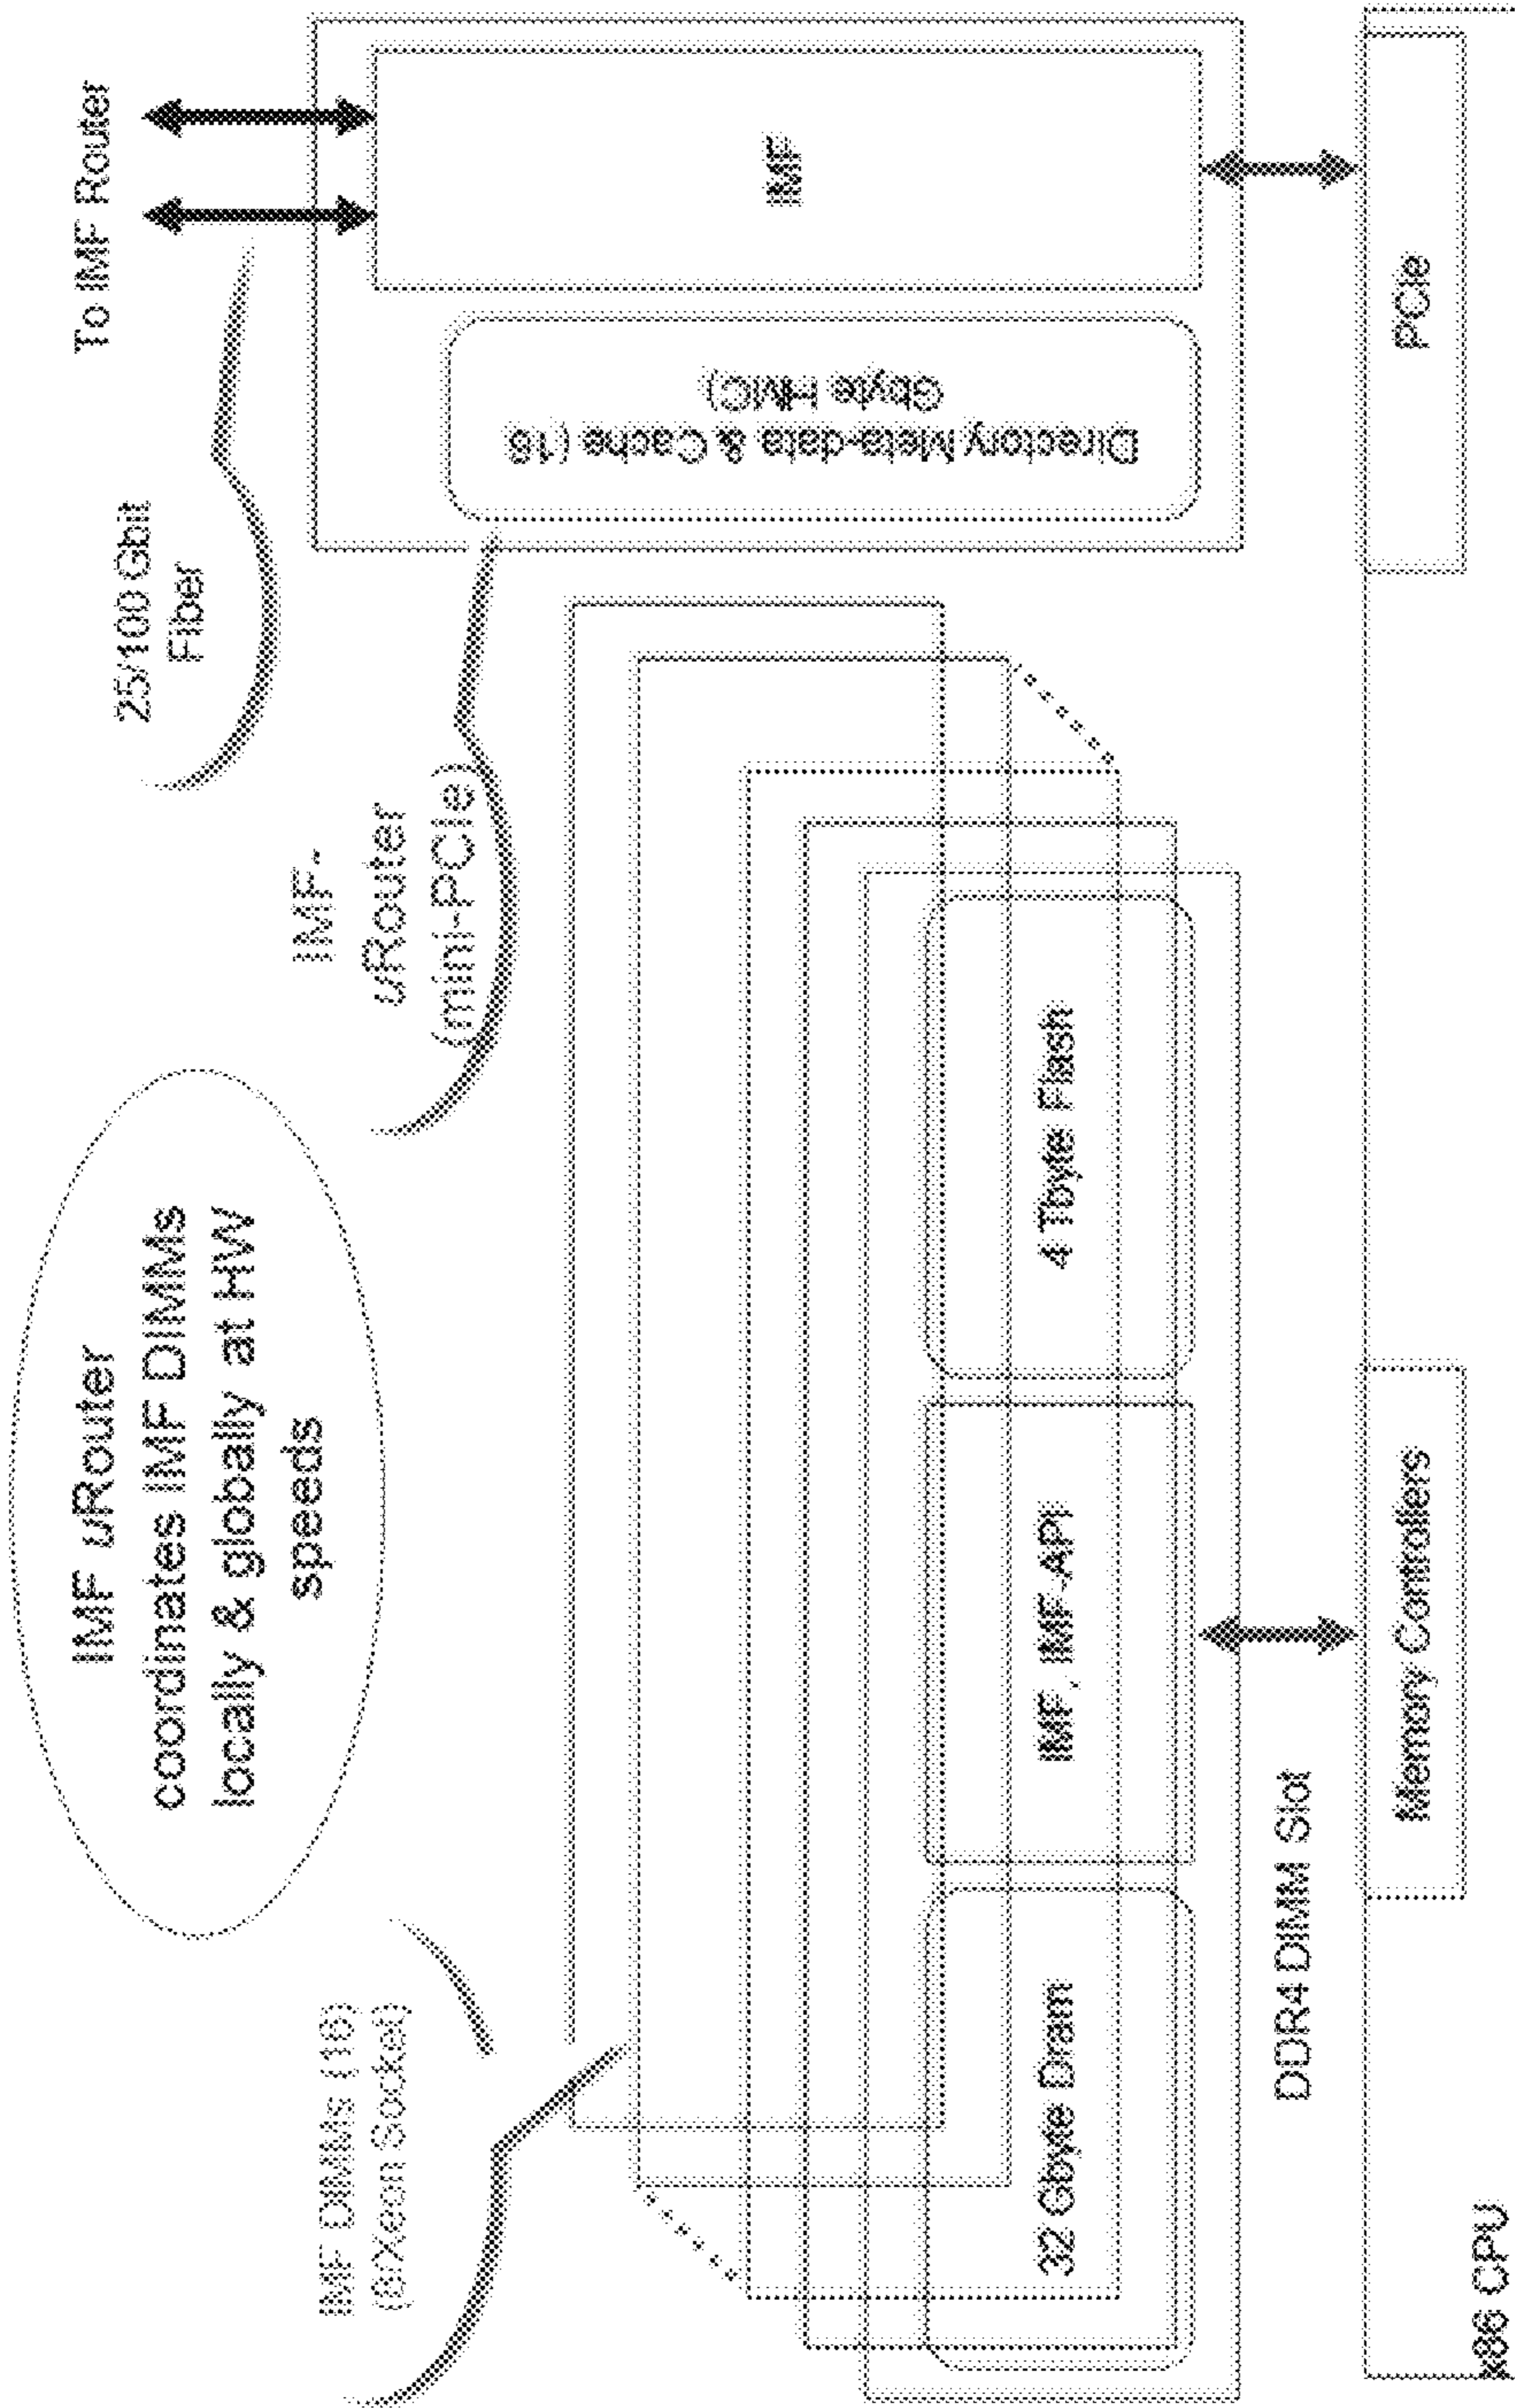 IMF uRouter
coordinates IMF DIMMs
locally & globally at HW
speeds
To IMF Router
25/100 Gbit
Fiber
IMF DIMMs (16)
(8/Xeon Socket)
IMF-
uRouter
(mini-PCIe)
Directory Meta-data & Cache (16
Gbyte HMC)
IMF
32 Gbyte Dram
IMF, IMF-API
4 Tbyte Flash
DDR4 DIMM Slot
Memory Controllers
PCIe
x86 CPU